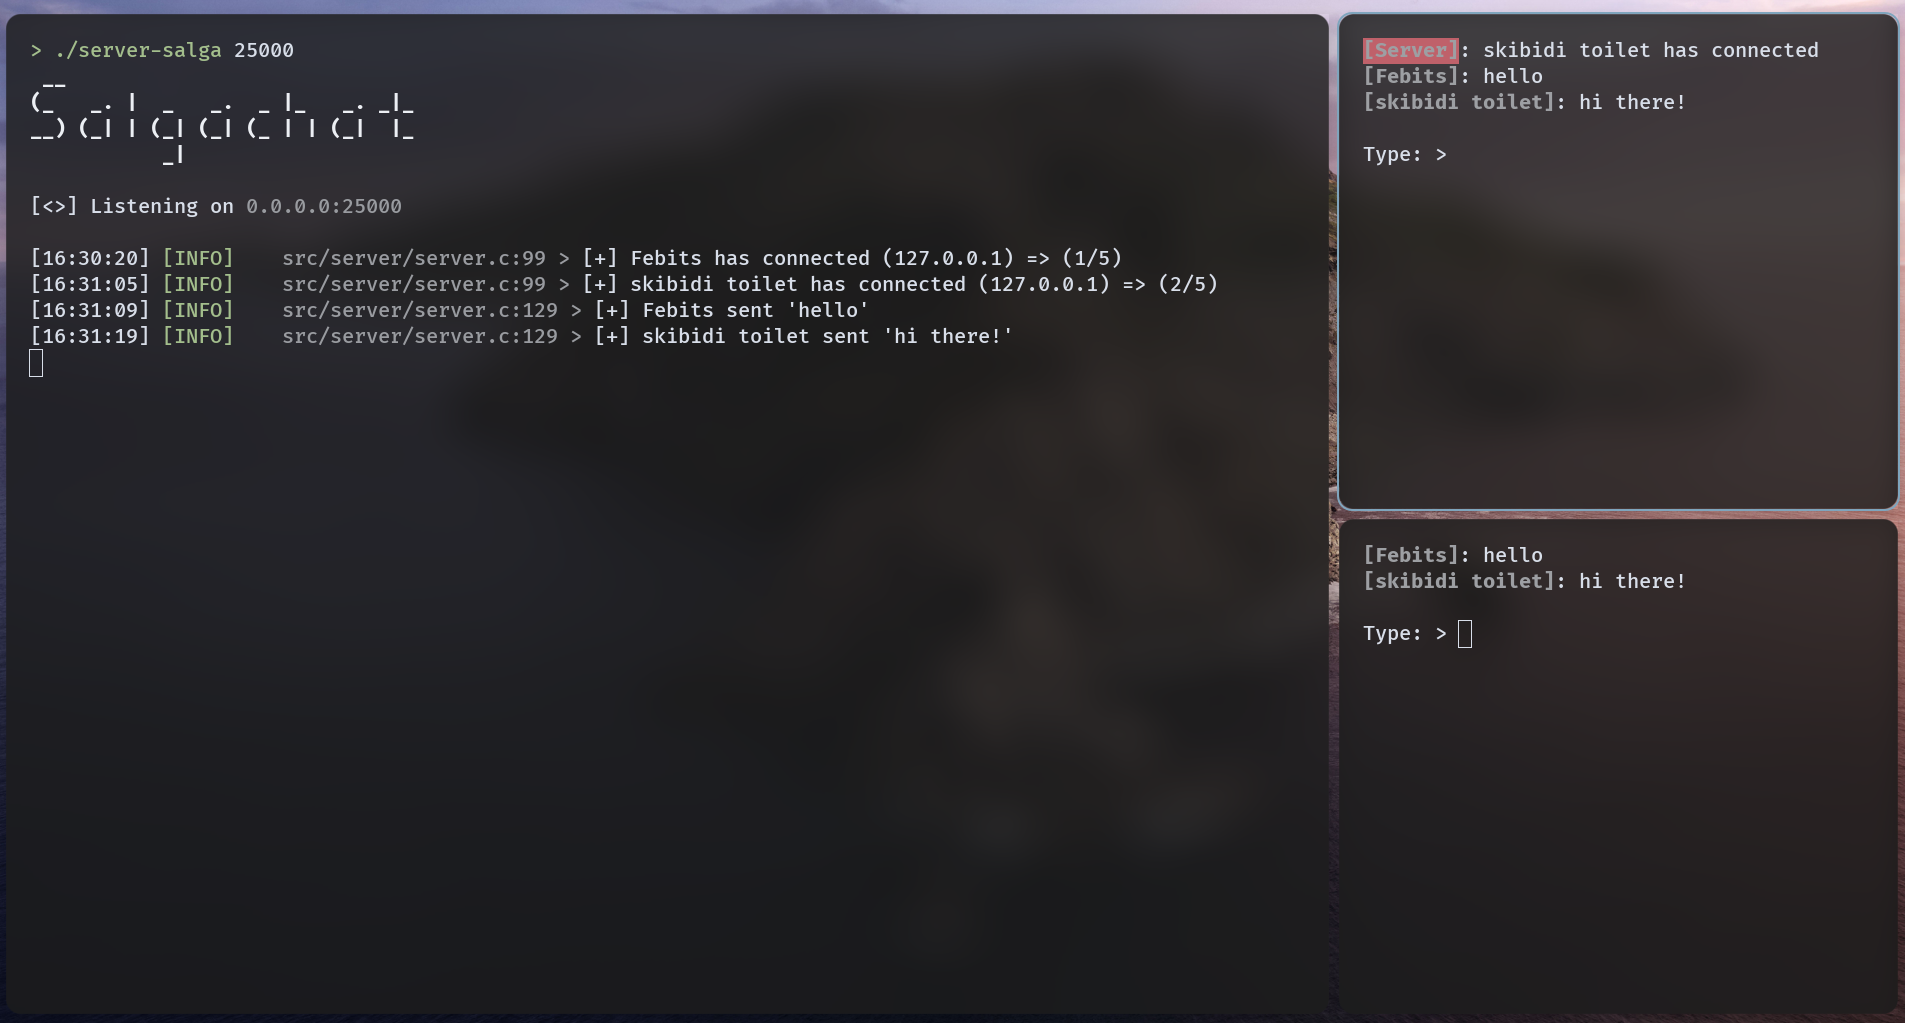 > ./server-salga 25000
Salgachat
[<>] Listening on 0.0.0.0:25000
[16:30:20] [INFO]    src/server/server.c:99 > [+] Febits has connected (127.0.0.1) => (1/5)
[16:31:05] [INFO]    src/server/server.c:99 > [+] skibidi toilet has connected (127.0.0.1) => (2/5)
[16:31:09] [INFO]    src/server/server.c:129 > [+] Febits sent 'hello'
[16:31:19] [INFO]    src/server/server.c:129 > [+] skibidi toilet sent 'hi there!'
[Server]: skibidi toilet has connected
[Febits]: hello
[skibidi toilet]: hi there!
Type: >
[Febits]: hello
[skibidi toilet]: hi there!
Type: >